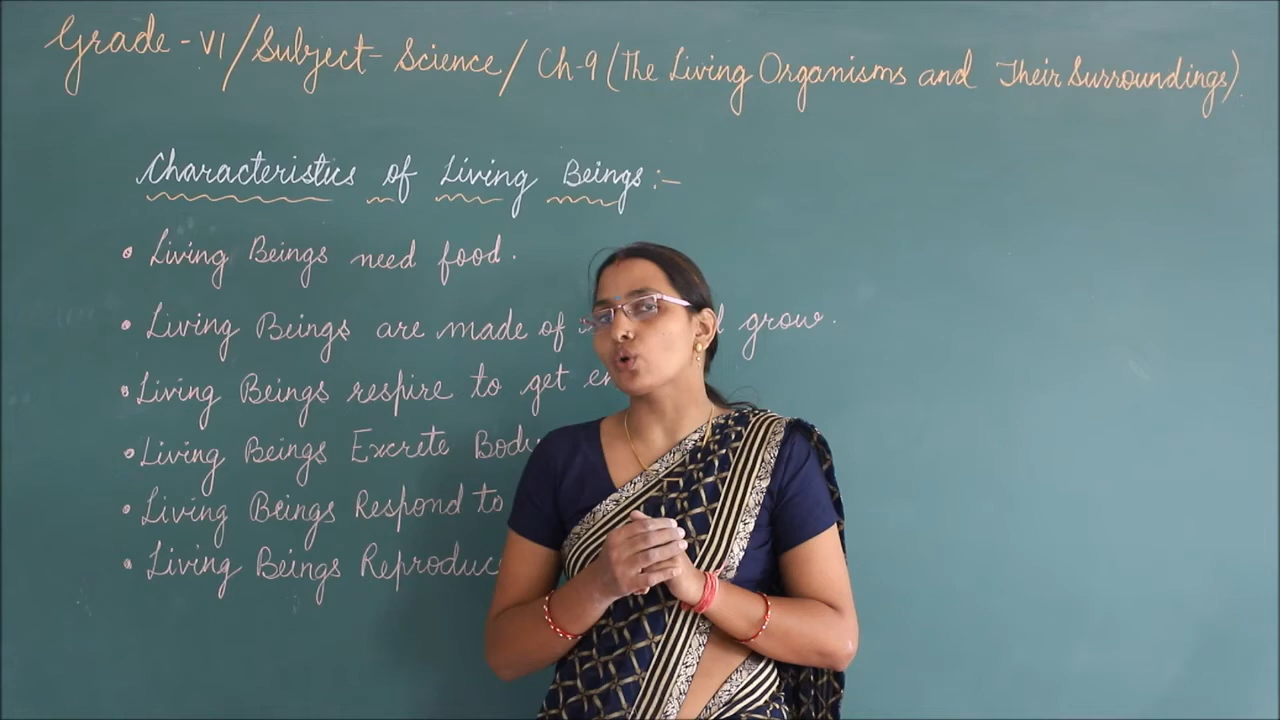 Grade-VI/Subject-Science/Ch-9(The Living Organisms and Their Surroundings)
Characteristics of Living Beings:-
• Living Beings need food.
• Living Beings are made of grow.
• Living Beings respire to get
• Living Beings Excrete Body
• Living Beings Respond to
• Living Beings Reproduc